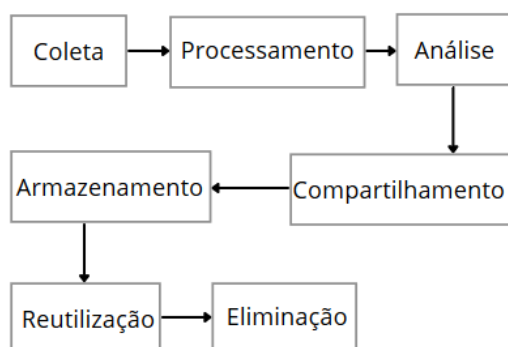 Coleta
Processamento
Análise
Compartilhamento
Armazenamento
Reutilização
Eliminação